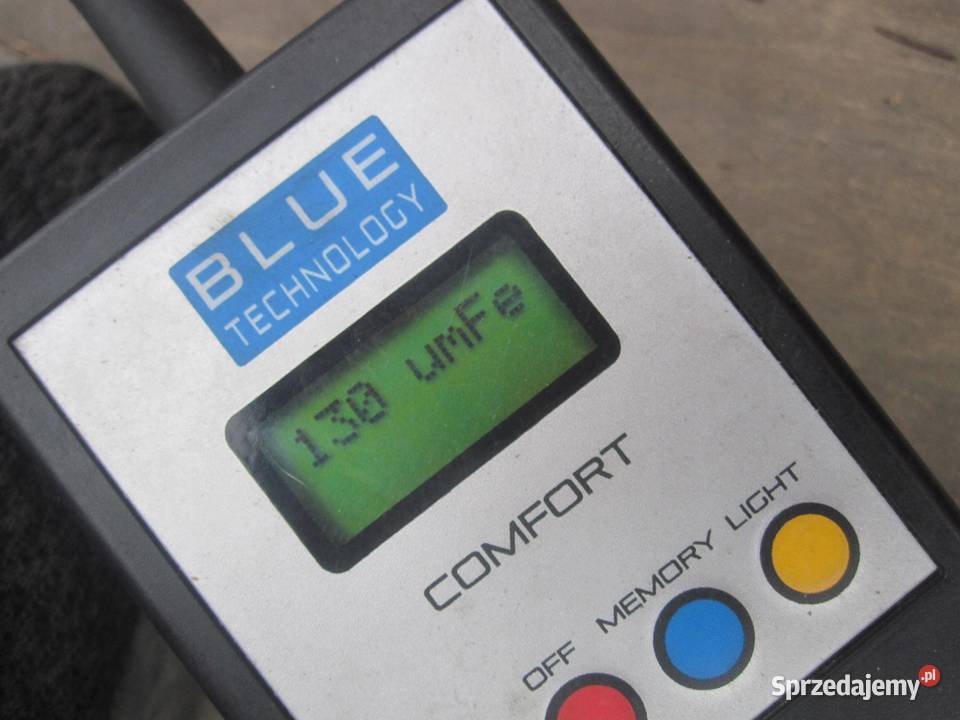 BLUE
TECHNOLOGY
130 umFe
COMFORT
OFF MEMORY LIGHT
Sprzedajemy.pl